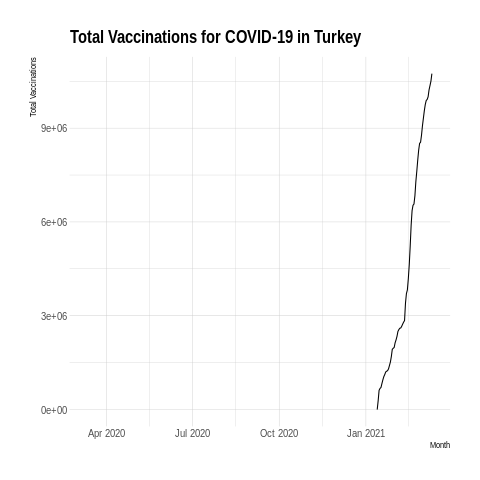 Total Vaccinations for COVID-19 in Turkey
Total Vaccinations
9e+06
6e+06
3e+06
0e+00
Apr 2020 Jul 2020 Oct 2020 Jan 2021
Month